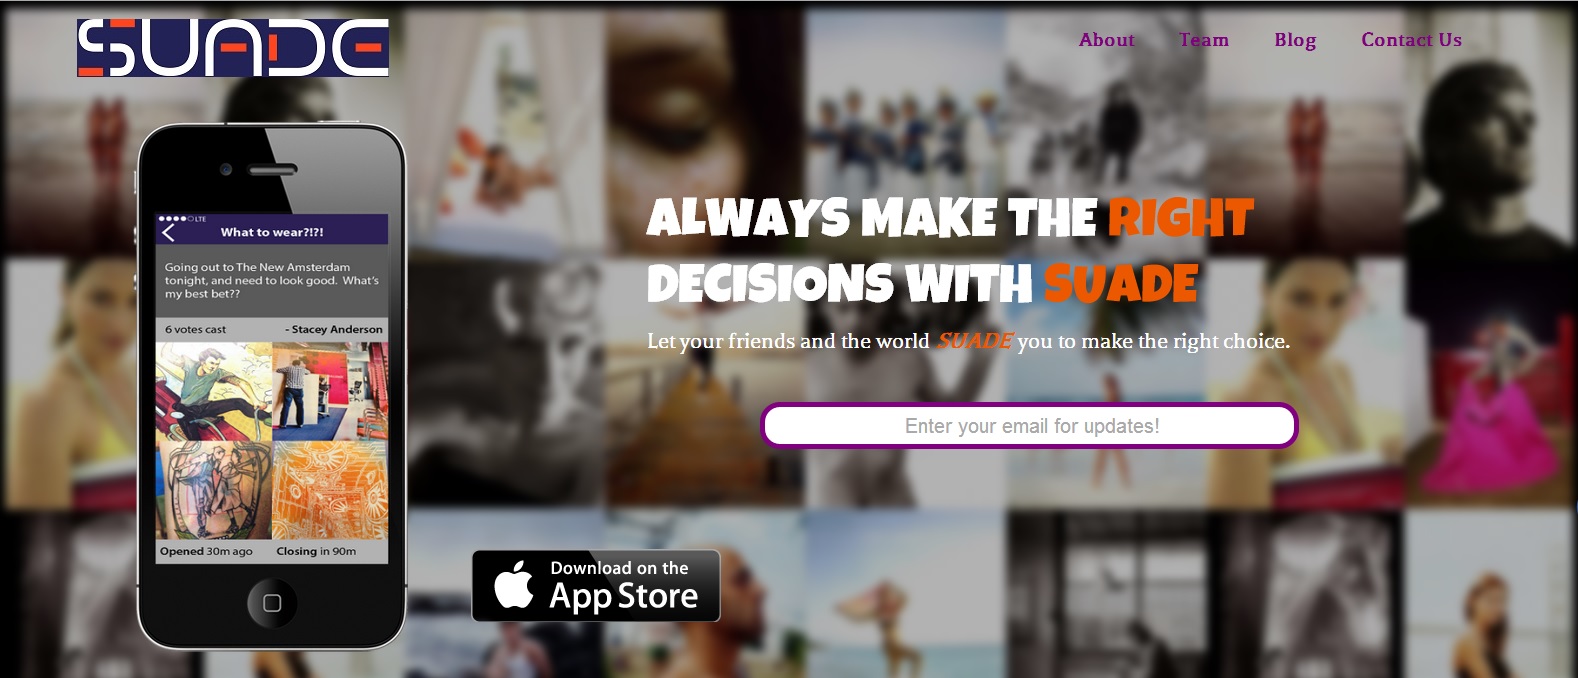 SUADE
About Team Blog Contact Us
LTE
What to wear?!?!
Going out to The New Amsterdam
tonight, and need to look good. What's
my best bet??
6 votes cast - Stacey Anderson
Opened 30m ago Closing in 90m
ALWAYS MAKE THE RIGHT
DECISIONS WITH SUADE
Let your friends and the world SUADE you to make the right choice.
Enter your email for updates!
Download on the
App Store